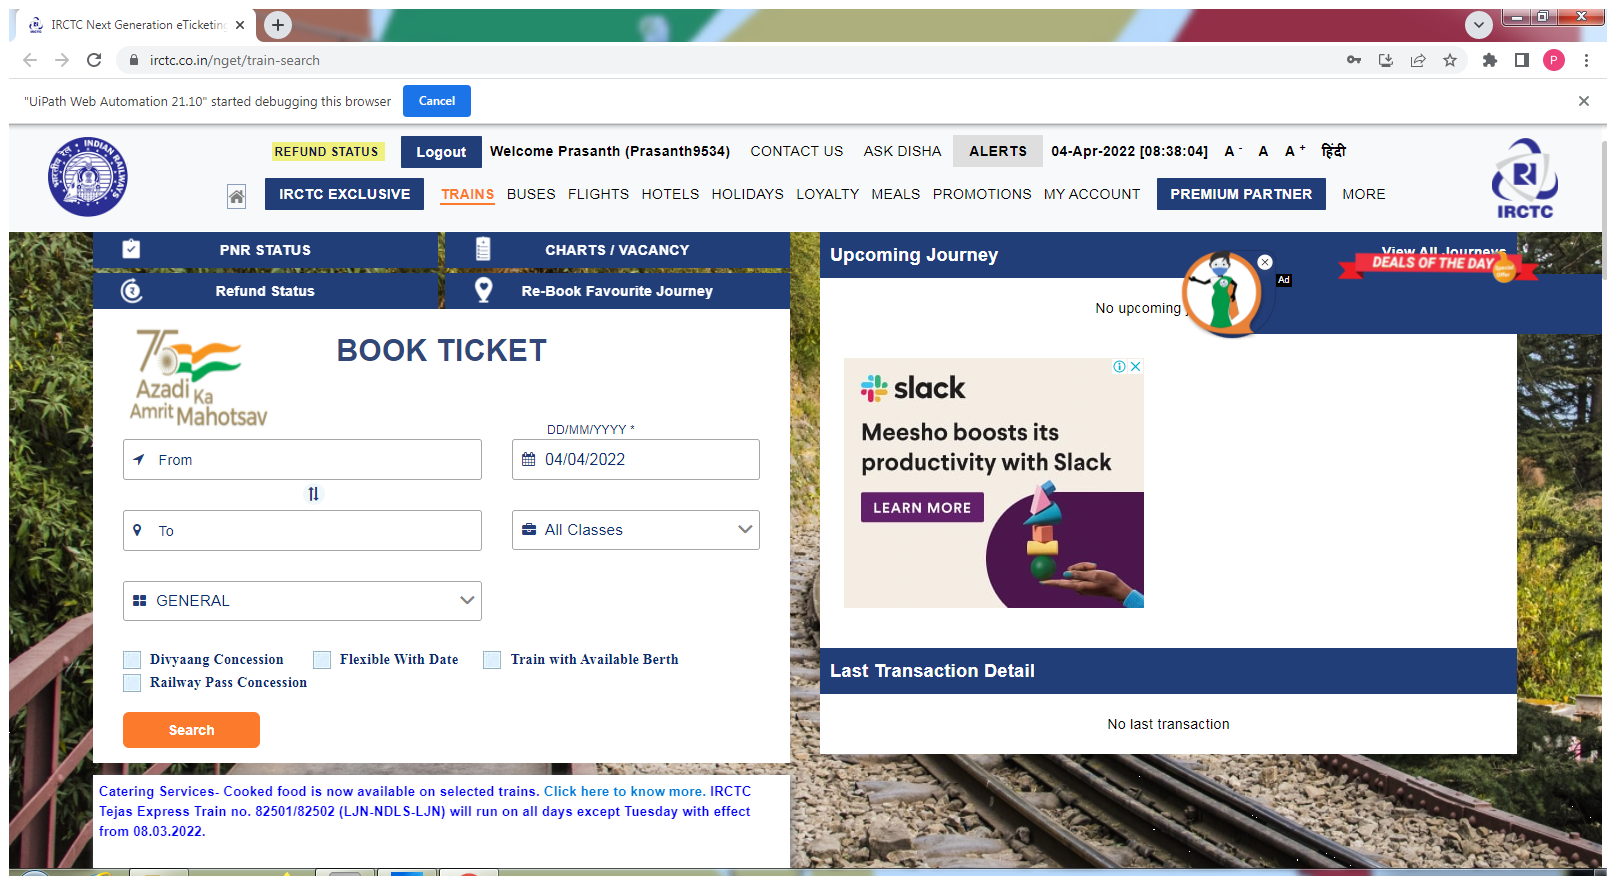 IRCTC Next Generation eTicketing
irctc.co.in/nget/train-search
P
"UiPath Web Automation 21.10" started debugging this browser
Cancel
REFUND STATUS
Logout
Welcome Prasanth (Prasanth9534)
CONTACT US
ASK DISHA
ALERTS
04-Apr-2022 [08:38:04]
A -
A
A +
हिंदी
IRCTC EXCLUSIVE
TRAINS
BUSES
FLIGHTS
HOTELS
HOLIDAYS
LOYALTY
MEALS
PROMOTIONS
MY ACCOUNT
PREMIUM PARTNER
MORE
INDIAN RAILWAYS
भारतीय रेल
IRCTC
PNR STATUS
CHARTS / VACANCY
Refund Status
Re-Book Favourite Journey
Upcoming Journey
View All Journeys
DEALS OF THE DAY
Special Offer
Ad
No upcoming
75
Azadi Ka
Amrit Mahotsav
BOOK TICKET
DD/MM/YYYY *
From
04/04/2022
To
All Classes
GENERAL
Divyaang Concession
Flexible With Date
Train with Available Berth
Railway Pass Concession
Search
slack
Meesho boosts its
productivity with Slack
LEARN MORE
Last Transaction Detail
No last transaction
Catering Services- Cooked food is now available on selected trains. Click here to know more. IRCTC
Tejas Express Train no. 82501/82502 (LJN-NDLS-LJN) will run on all days except Tuesday with effect
from 08.03.2022.